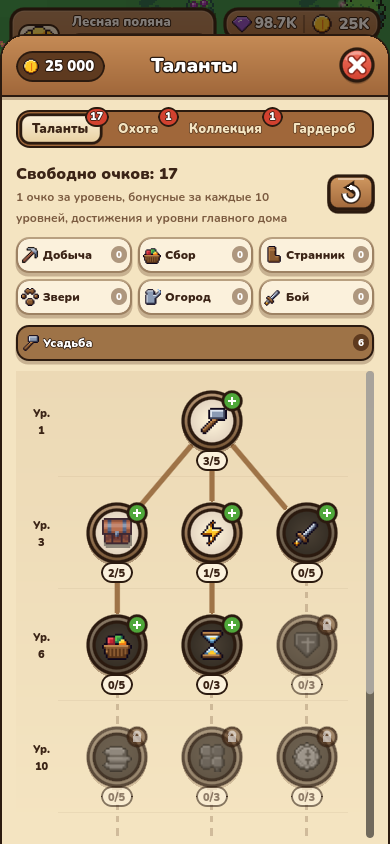 Лесная поляна
98.7K
25K
25 000
Таланты
Таланты 17
Охота 1
Коллекция 1
Гардероб
Свободно очков: 17
1 очко за уровень, бонусные за каждые 10
уровней, достижения и уровни главного дома
Добыча 0
Сбор 0
Странник 0
Звери 0
Огород 0
Бой 0
Усадьба 6
Ур.
1
3/5
Ур.
3
2/5
1/5
0/5
Ур.
6
0/5
0/3
0/3
Ур.
10
0/5
0/3
0/3